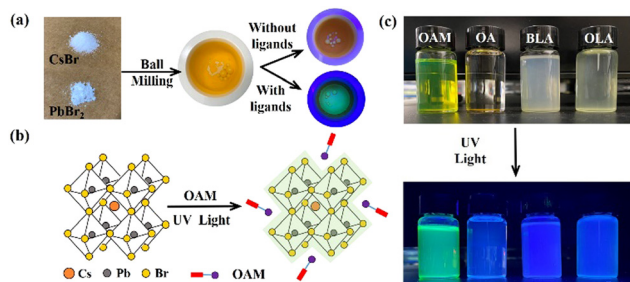 (a)
CsBr
PbBr2
Ball
Milling
Without
ligands
With
ligands
(b)
OAM
UV Light
Cs
Pb
Br
OAM
(c)
OAM
OA
BLA
OLA
UV
Light